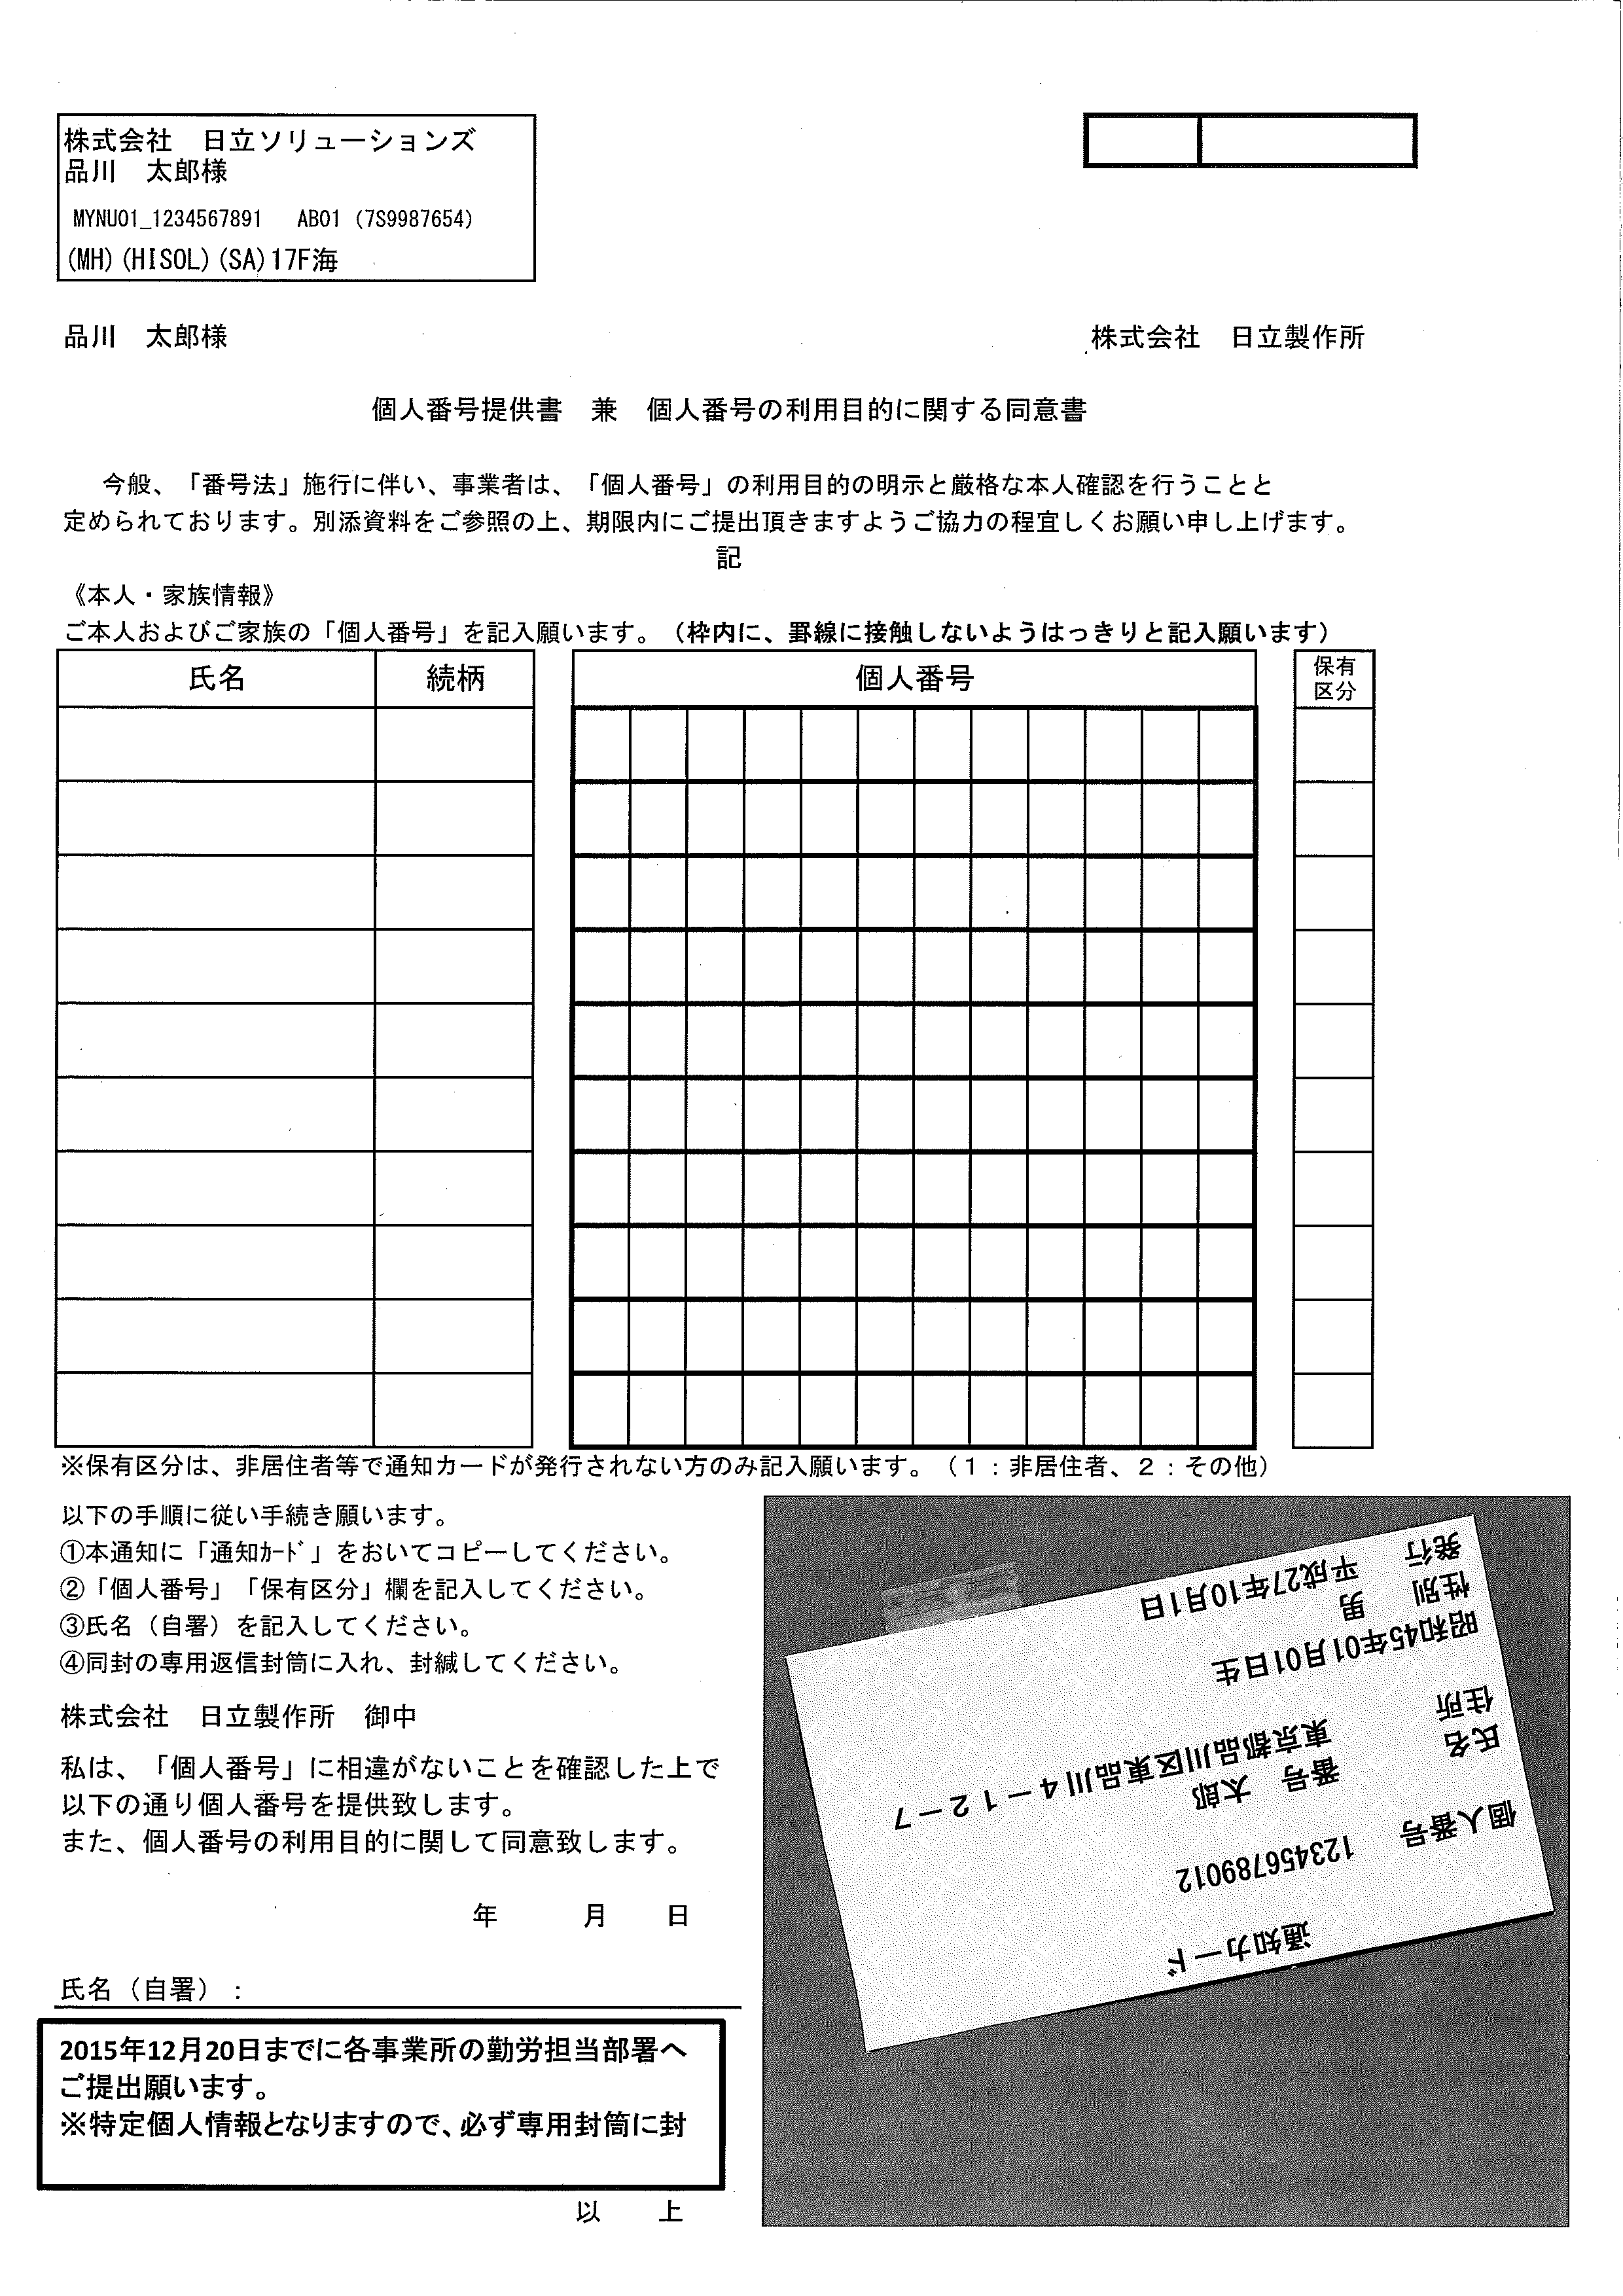 株式会社　日立ソリューションズ
品川　太郎様
MYNU01_1234567891　AB01 (7S9987654)
(MH)(HISOL)(SA)17F海
品川　太郎様
株式会社　日立製作所
個人番号提供書　兼　個人番号の利用目的に関する同意書
今般、「番号法」施行に伴い、事業者は、「個人番号」の利用目的の明示と厳格な本人確認を行うことと
定められております。別添資料をご参照の上、期限内にご提出頂きますようご協力の程宜しくお願い申し上げます。
記
《本人・家族情報》
ご本人およびご家族の「個人番号」を記入願います。（枠内に、罫線に接触しないようはっきりと記入願います）
氏名　続柄　個人番号　保有
区分
※保有区分は、非居住者等で通知カードが発行されない方のみ記入願います。（１：非居住者、２：その他）
以下の手順に従い手続き願います。
①本通知に「通知ｶｰﾄﾞ」をおいてコピーしてください。
②「個人番号」「保有区分」欄を記入してください。
③氏名（自署）を記入してください。
④同封の専用返信封筒に入れ、封緘してください。
株式会社　日立製作所　御中
私は、「個人番号」に相違がないことを確認した上で
以下の通り個人番号を提供致します。
また、個人番号の利用目的に関して同意致します。
年　月　日
氏名（自署）：
2015年12月20日までに各事業所の勤労担当部署へ
ご提出願います。
※特定個人情報となりますので、必ず専用封筒に封
以　上
通知カード
個人番号　123456789012
氏名　番号　太郎
住所　東京都品川区東品川４－１２－７
昭和45年01月01日生
性別　男
発行　平成27年10月1日